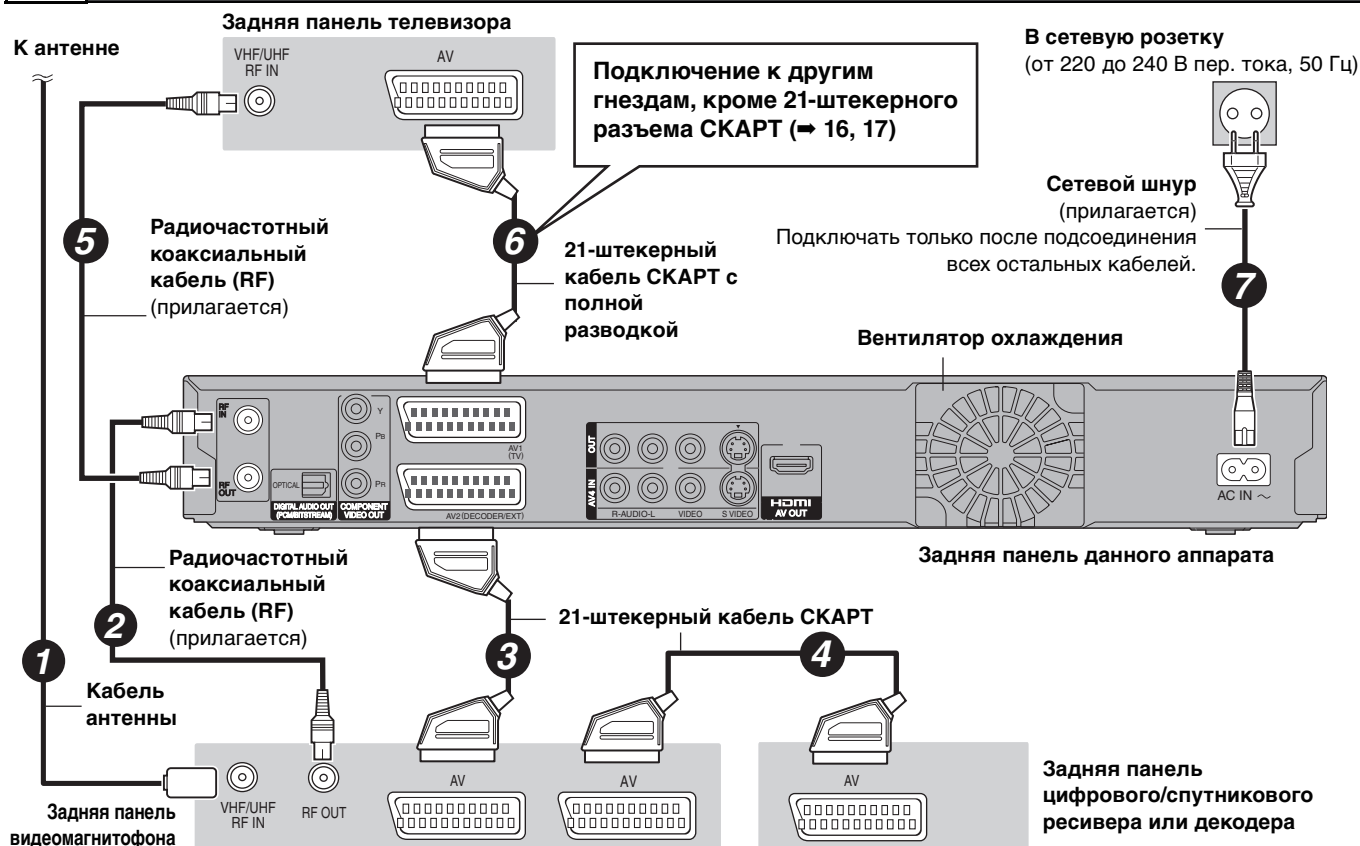 Задняя панель телевизора
К антенне
VHF/UHF
RF IN
AV
Подключение к другим
гнездам, кроме 21-штекерного
разъема СКАРТ (➡ 16, 17)
В сетевую розетку
(от 220 до 240 В пер. тока, 50 Гц)
Сетевой шнур
(прилагается)
Подключать только после подсоединения
всех остальных кабелей.
5
Радиочастотный
коаксиальный
кабель (RF)
(прилагается)
6
21-штекерный
кабель СКАРТ с
полной
разводкой
7
Вентилятор охлаждения
RF
IN
RF
OUT
OPTICAL
DIGITAL AUDIO OUT
(PCM/BITSTREAM)
Y
PB
PR
COMPONENT
VIDEO OUT
AV1
(TV)
AV2 (DECODER/EXT)
OUT
AV4 IN
R-AUDIO-L
VIDEO
S VIDEO
HDMI
AV OUT
AC IN ~
Задняя панель данного аппарата
Радиочастотный
коаксиальный
кабель (RF)
(прилагается)
2
1
Кабель
антенны
21-штекерный кабель СКАРТ
3
4
Задняя панель
видеомагнитофона
VHF/UHF
RF IN
RF OUT
AV
AV
AV
Задняя панель
цифрового/спутникового
ресивера или декодера